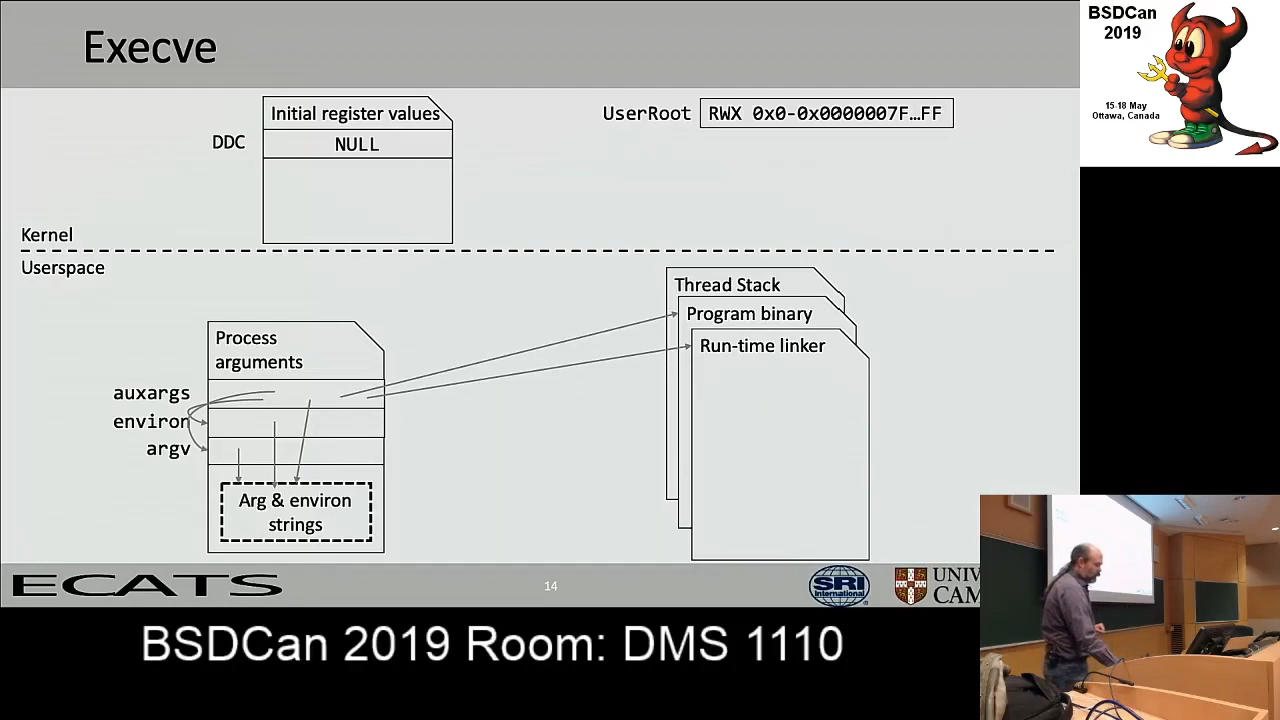 Execve
BSDCan
2019
15-18 May
Ottawa, Canada
Initial register values
DDC
NULL
UserRoot
RWX 0x0-0x0000007F…FF
Kernel
Userspace
Thread Stack
Program binary
Run-time linker
Process
arguments
auxargs
environ
argv
Arg & environ
strings
ECATS
14
SRI
International
UNIV
CAM
BSDCan 2019 Room: DMS 1110